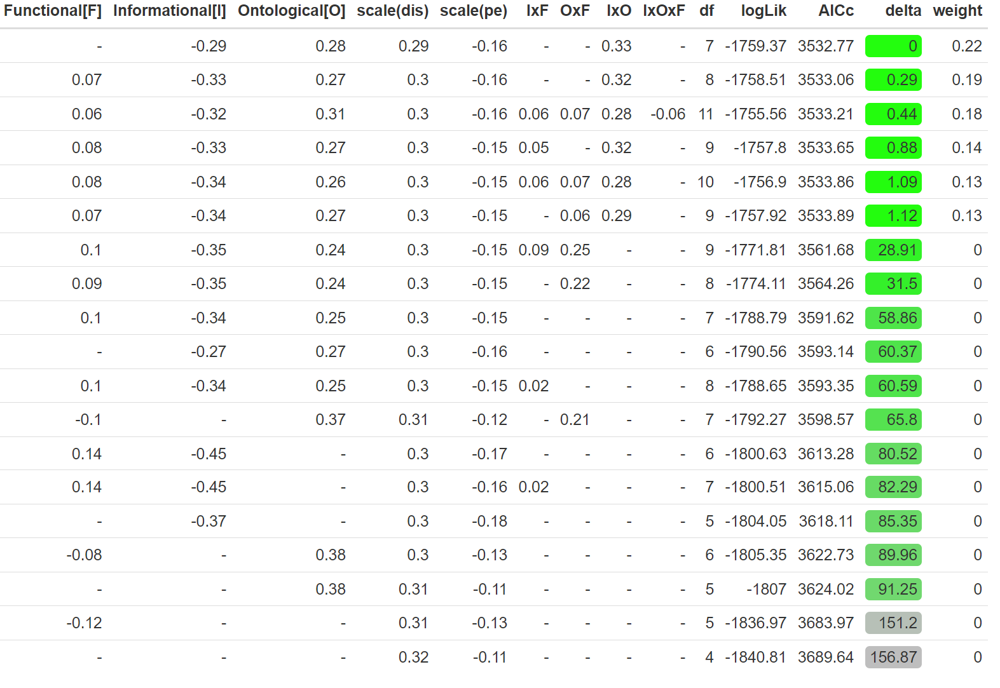 Functional[F] Informational[I] Ontological[O] scale(dis) scale(pe) IxF OxF IxO IxOxF df logLik AICc delta weight
- -0.29 0.28 0.29 -0.16 - - 0.33 - 7 -1759.37 3532.77 0 0.22
0.07 -0.33 0.27 0.3 -0.16 - - 0.32 - 8 -1758.51 3533.06 0.29 0.19
0.06 -0.32 0.31 0.3 -0.16 0.06 0.07 0.28 -0.06 11 -1755.56 3533.21 0.44 0.18
0.08 -0.33 0.27 0.3 -0.15 0.05 - 0.32 - 9 -1757.8 3533.65 0.88 0.14
0.08 -0.34 0.26 0.3 -0.15 0.06 0.07 0.28 - 10 -1756.9 3533.86 1.09 0.13
0.07 -0.34 0.27 0.3 -0.15 - 0.06 0.29 - 9 -1757.92 3533.89 1.12 0.13
0.1 -0.35 0.24 0.3 -0.15 0.09 0.25 - - 9 -1771.81 3561.68 28.91 0
0.09 -0.35 0.24 0.3 -0.15 - 0.22 - - 8 -1774.11 3564.26 31.5 0
0.1 -0.34 0.25 0.3 -0.15 - - - - 7 -1788.79 3591.62 58.86 0
- -0.27 0.27 0.3 -0.16 - - - - 6 -1790.56 3593.14 60.37 0
0.1 -0.34 0.25 0.3 -0.15 0.02 - - - 8 -1788.65 3593.35 60.59 0
-0.1 - 0.37 0.31 -0.12 - 0.21 - - 7 -1792.27 3598.57 65.8 0
0.14 -0.45 - 0.3 -0.17 - - - - 6 -1800.63 3613.28 80.52 0
0.14 -0.45 - 0.3 -0.16 0.02 - - - 7 -1800.51 3615.06 82.29 0
- -0.37 - 0.3 -0.18 - - - - 5 -1804.05 3618.11 85.35 0
-0.08 - 0.38 0.3 -0.13 - - - - 6 -1805.35 3622.73 89.96 0
- - 0.38 0.31 -0.11 - - - - 5 -1807 3624.02 91.25 0
-0.12 - - 0.31 -0.13 - - - - 5 -1836.97 3683.97 151.2 0
- - - 0.32 -0.11 - - - - 4 -1840.81 3689.64 156.87 0